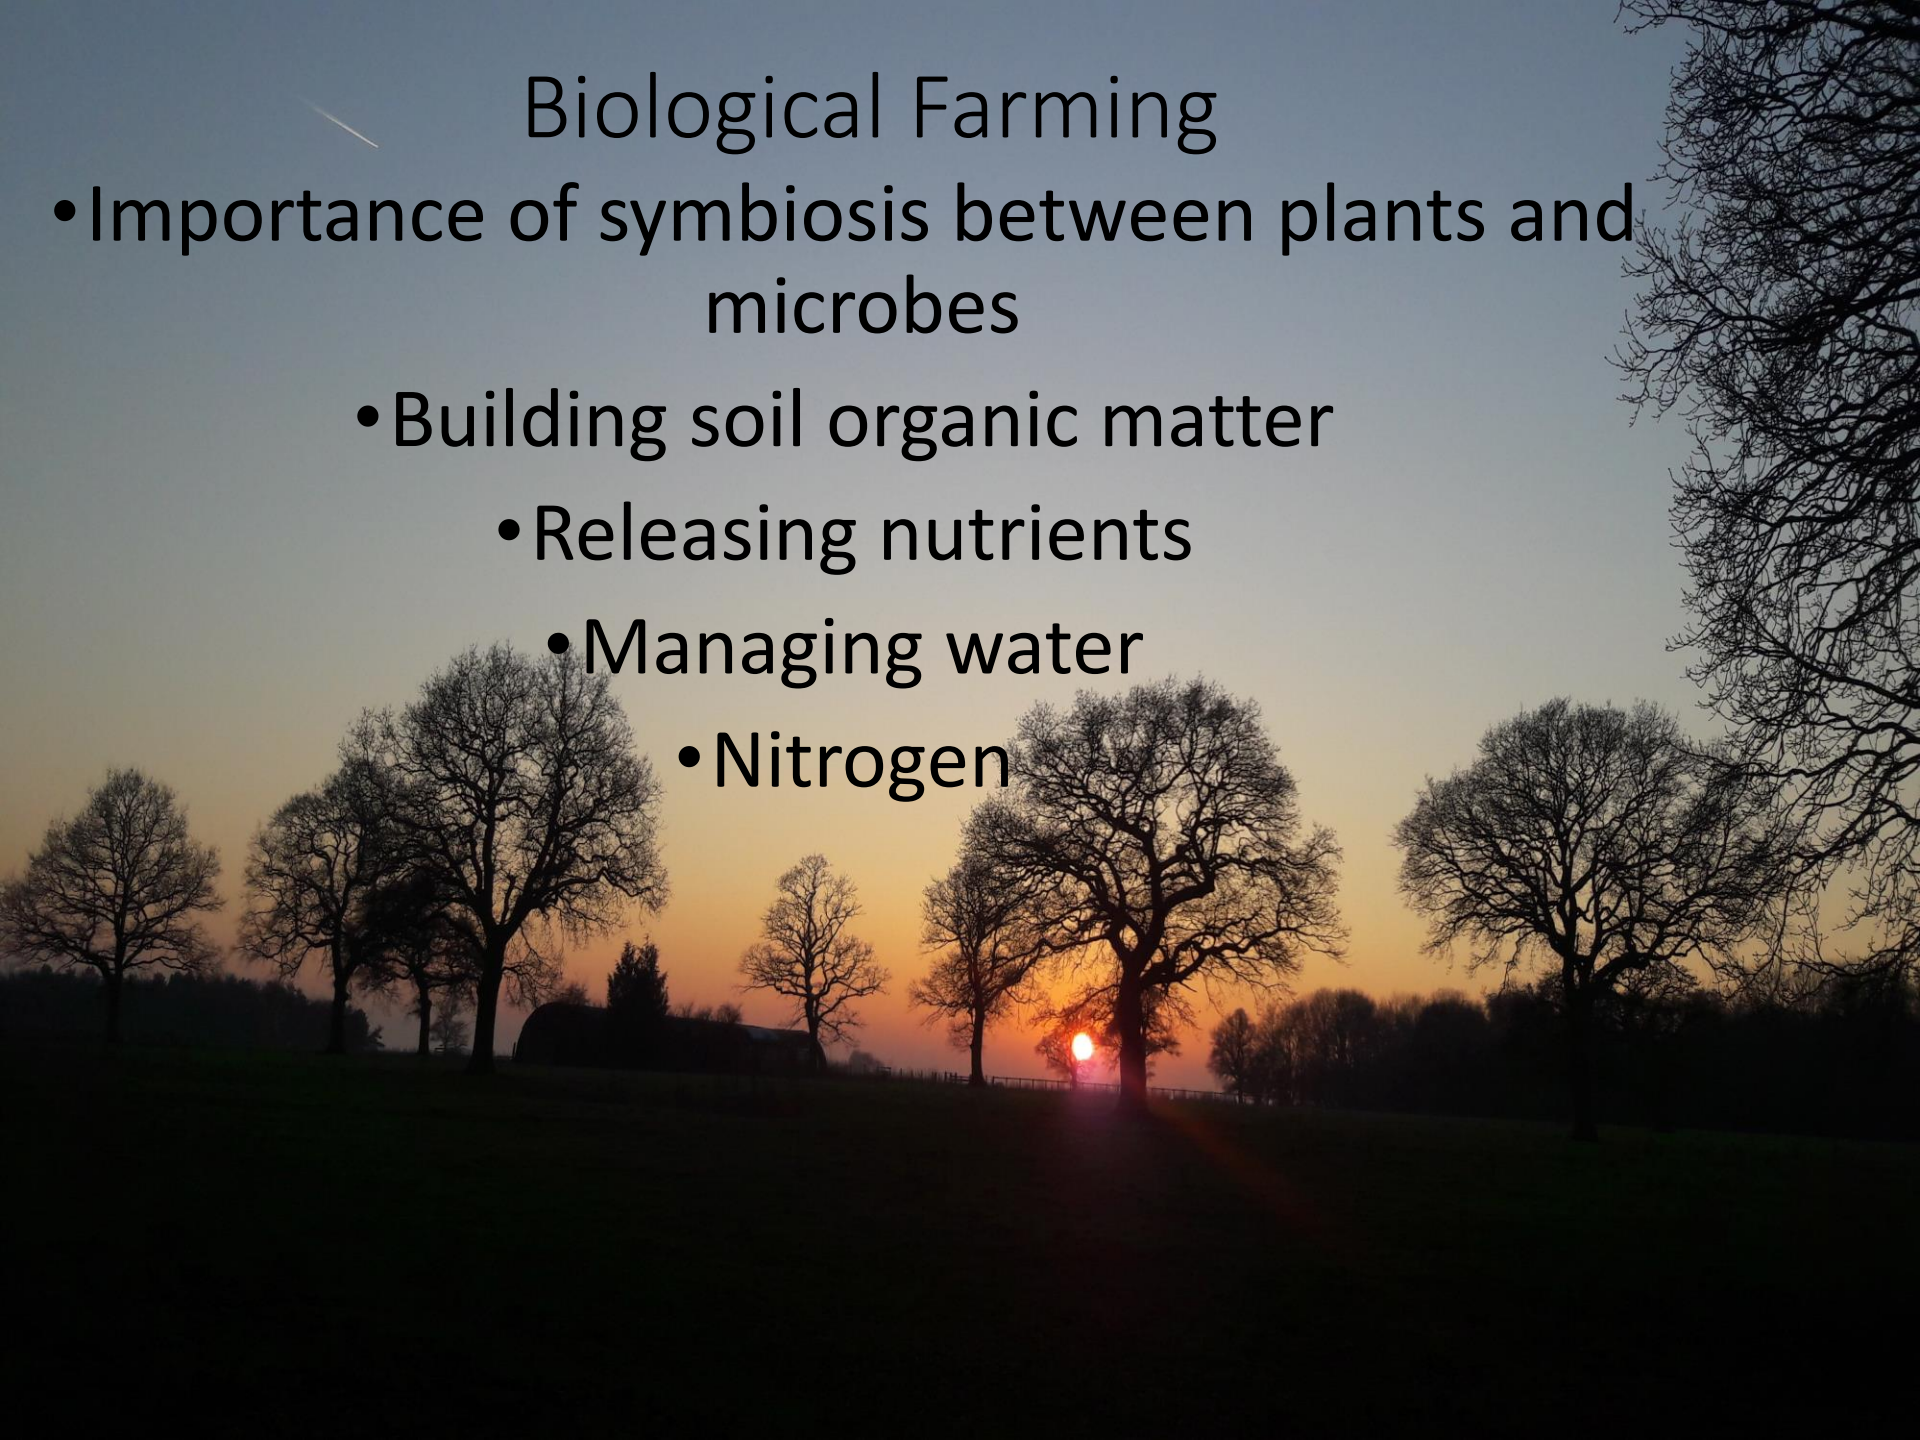 Biological Farming
•Importance of symbiosis between plants and
microbes
•Building soil organic matter
•Releasing nutrients
•Managing water
•Nitrogen